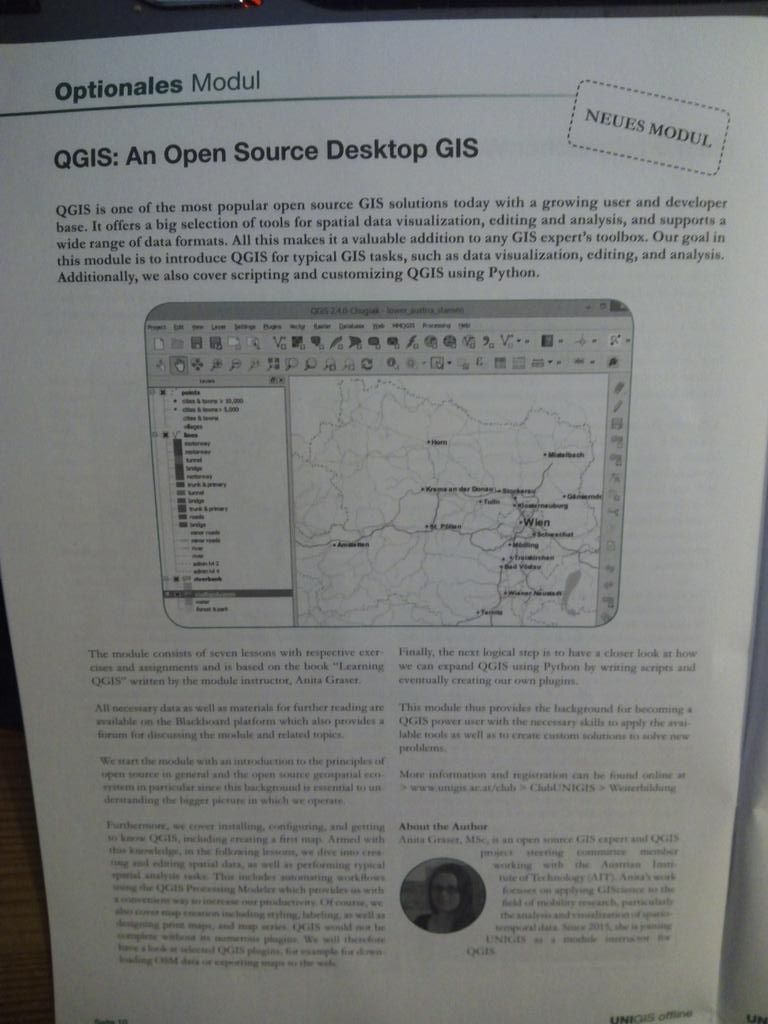 Optionales Modul
NEUES MODUL
QGIS: An Open Source Desktop GIS
QGIS is one of the most popular open source GIS solutions today with a growing user and developer
base. It offers a big selection of tools for spatial data visualization, editing and analysis, and supports a
wide range of data formats. All this makes it a valuable addition to any GIS expert's toolbox. Our goal in
this module is to introduce QGIS for typical GIS tasks, such as data visualization, editing, and analysis.
Additionally, we also cover scripting and customizing QGIS using Python.
QGIS 2.4.0-Chugiak - lower_austria_stamen
Project Edit View Layer Settings Plugins Vector Raster Database Web MMQGIS Processing Help
Layers
points
cities & towns > 10,000
cities & towns > 5,000
cities & towns
villages
lines
motorway
motorway
tunnel
bridge
motorway
trunk & primary
tunnel
bridge
trunk & primary
roads
bridge
minor roads
minor roads
river
river
admin lvl 2
admin lvl 4
riverbank
water
forest & park
Horn
Mistelbach
Krems an der Donau
Stockerau
Gänsernd
Tulln
Klosterneuburg
Wien
St. Pölten
Schwechat
Amstetten
Mödling
Traiskirchen
Bad Vöslau
Wiener Neustadt
Ternitz
The module consists of seven lessons with respective exer-
cises and assignments and is based on the book "Learning
QGIS" written by the module instructor, Anita Graser.
All necessary data as well as materials for further reading are
available on the Blackboard platform which also provides a
forum for discussing the module and related topics.
We start the module with an introduction to the principles of
open source in general and the open source geospatial eco-
system in particular since this background is essential to un-
derstanding the bigger picture in which we operate.
Furthermore, we cover installing, configuring, and getting
to know QGIS, including creating a first map. Armed with
this knowledge, in the following lessons, we dive into crea-
ting and editing spatial data, as well as performing typical
spatial analysis tasks. This includes automating workflows
using the QGIS Processing Modeler which provides us with
a convenient way to increase our productivity. Of course, we
also cover map creation including styling, labeling, as well as
designing print maps, and map series. QGIS would not be
complete without its numerous plugins. We will therefore
have a look at selected QGIS plugins, for example for down-
loading OSM data or exporting maps to the web.
Finally, the next logical step is to have a closer look at how
we can expand QGIS using Python by writing scripts and
eventually creating our own plugins.
This module thus provides the background for becoming a
QGIS power user with the necessary skills to apply the avai-
lable tools as well as to create custom solutions to solve new
problems.
More information and registration can be found online at
> www.unigis.ac.at/club > ClubUNIGIS > Weiterbildung
About the Author
Anita Graser, MSc, is an open source GIS expert and QGIS
project steering committee member
working with the Austrian Insti-
tute of Technology (AIT). Anita's work
focuses on applying GIScience to the
field of mobility research, particularly
the analysis and visualization of spatio-
temporal data. Since 2015, she is joining
UNIGIS as a module instructor for
QGIS.
Seite 10
UNIGIS offline
UN